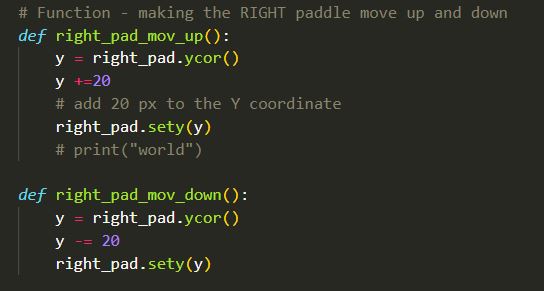 # Function - making the RIGHT paddle move up and down
def right_pad_mov_up():
    y = right_pad.ycor()
    y +=20
    # add 20 px to the Y coordinate
    right_pad.sety(y)
    # print("world")

def right_pad_mov_down():
    y = right_pad.ycor()
    y -= 20
    right_pad.sety(y)